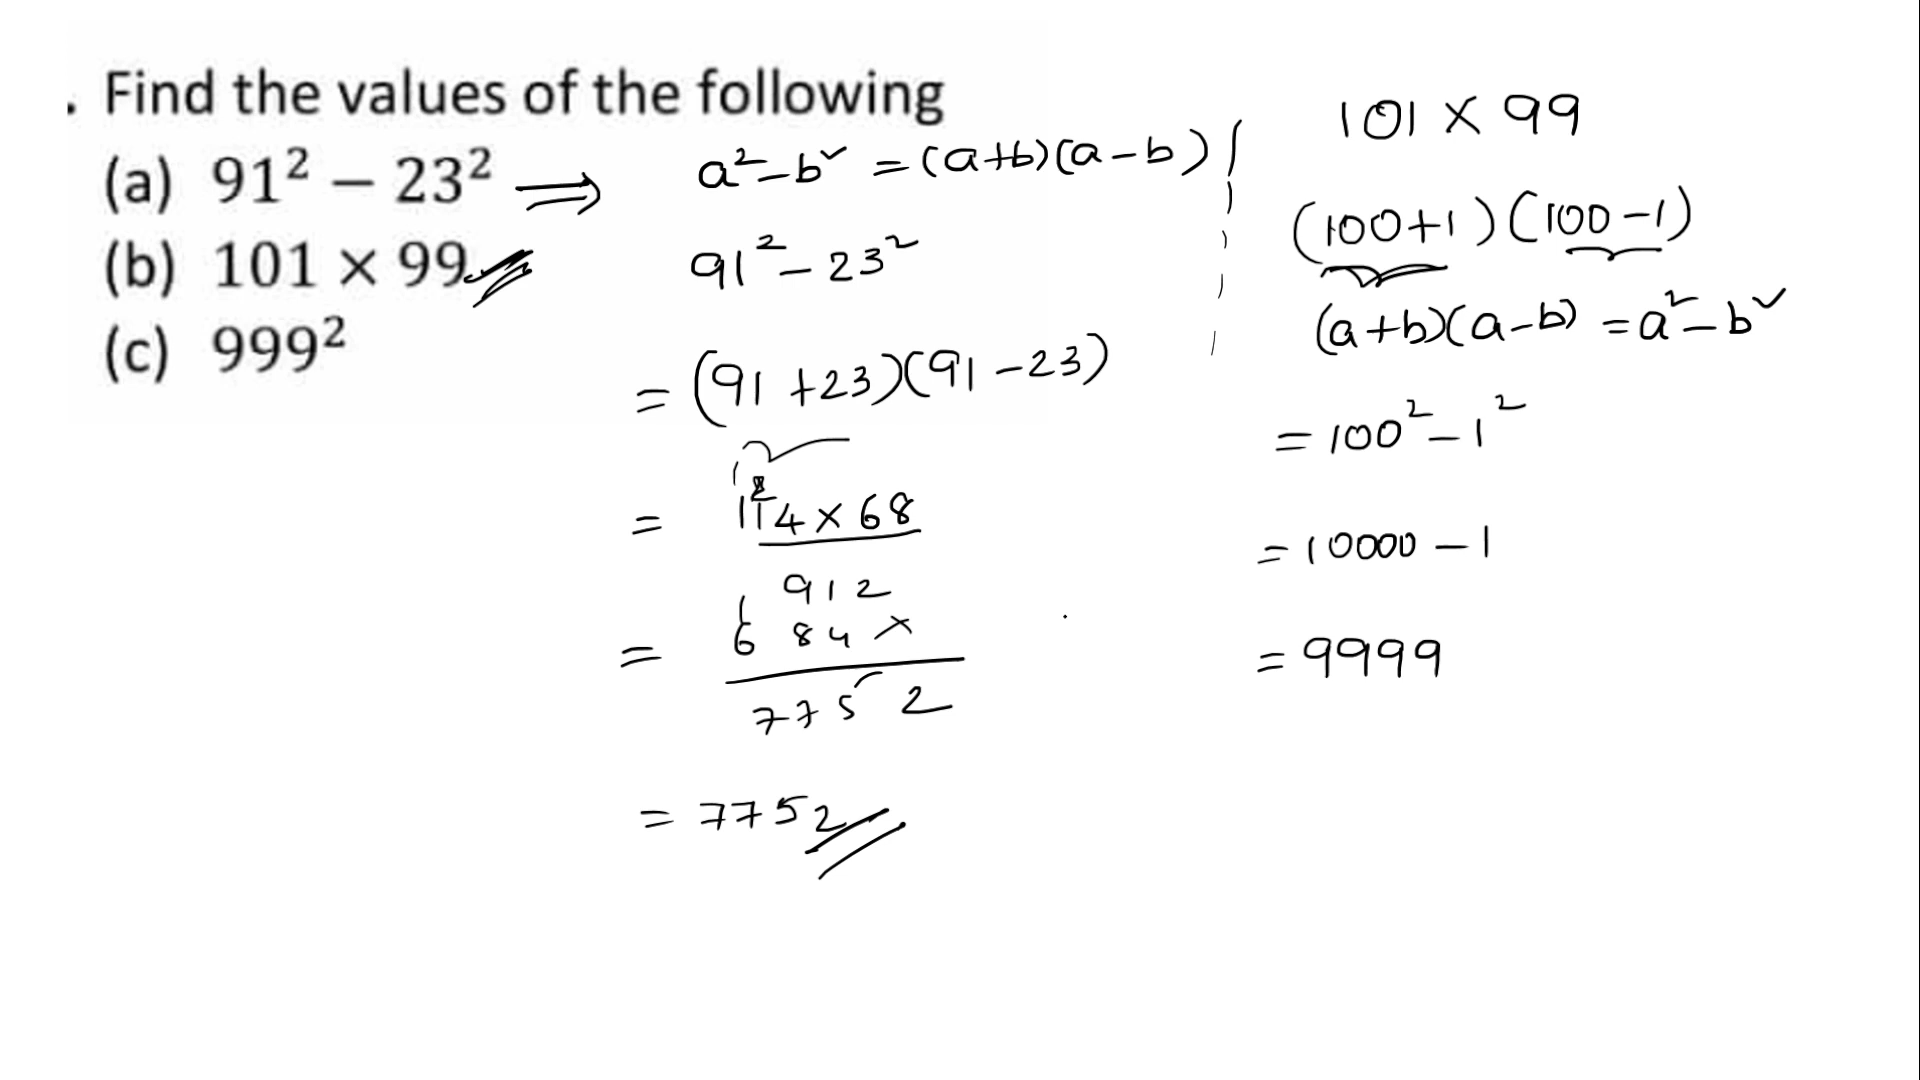 . Find the values of the following
(a) 91² – 23² ⟹
(b) 101 × 99
(c) 999²
a² – b² = (a+b)(a–b)
91² – 23²
= (91 +23)(91 –23)
= 114 × 68
912
= 684 ×
7752
= 7752
101 × 99
(100+1)(100–1)
(a+b)(a–b) = a² – b²
= 100² – 1²
= 10000 – 1
= 9999